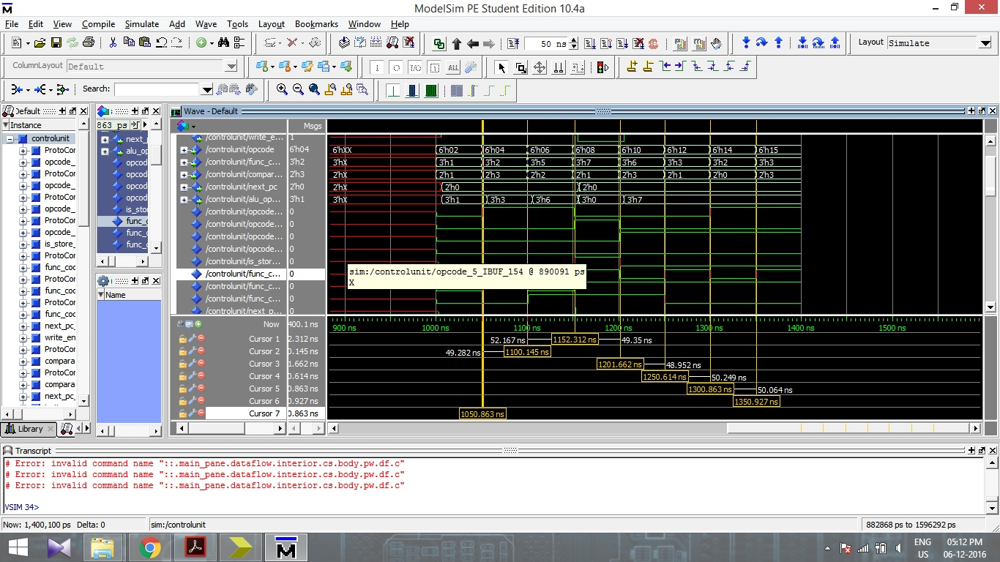 ModelSim PE Student Edition 10.4a
File Edit View Compile Simulate Add Wave Tools Layout Bookmarks Window Help
50 ns
Layout Simulate
ColumnLayout Default
Search:
Default
Wave - Default
Instance
863 ps
Msgs
controlunit
ProtoCor
opcode_
ProtoCor
opcode_
ProtoCor
opcode_
ProtoCor
opcode_
is_store_
ProtoCor
func_coc
ProtoCor
func_coc
ProtoCor
func_coc
next_pc_
write_en
ProtoCor
compara
ProtoCor
compara
next_pc_
next_p
alu_op
opcod
opcod
opcod
opcod
is_stor
func_c
func_c
func_c
Name
Library
/controlunit/write_e... 1
/controlunit/opcode 6'h04 6'hXX 6'h02 6'h04 6'h06 6'h08 6'h10 6'h12 6'h14 6'h15
/controlunit/func_c... 3'h2 3'hX 3'h1 3'h2 3'h5 3'h7 3'h6 3'h3 3'h2 3'h3
/controlunit/compar... 2'h3 2'hX 2'h1 2'h3 2'h2 2'h1 2'h3 2'h1 2'h0 2'h3
/controlunit/next_pc 2'h0 2'hX 2'h0 2'h0
/controlunit/alu_op... 3'h1 3'hX 3'h1 3'h3 3'h6 3'h0 3'h7
/controlunit/opcode... 0
/controlunit/opcode... 0
/controlunit/opcode... 0
/controlunit/opcode... 0
/controlunit/is_stor... 0
/controlunit/func_c... 0
/controlunit/func_c... 0
/controlunit/func_c... 0
/controlunit/next_p... 0
sim:/controlunit/opcode_5_IBUF_154 @ 890091 ps
X
Now 400.1 ns 900 ns 1000 ns 1100 ns 1200 ns 1300 ns 1400 ns 1500 ns
Cursor 1 2.312 ns 52.167 ns 1152.312 ns 49.35 ns
Cursor 2 0.145 ns 49.282 ns 1100.145 ns
Cursor 3 1.662 ns 1201.662 ns 48.952 ns
Cursor 4 0.614 ns 1250.614 ns 50.249 ns
Cursor 5 0.863 ns 1300.863 ns 50.064 ns
Cursor 6 0.927 ns 1350.927 ns
Cursor 7 0.863 ns 1050.863 ns
Transcript
# Error: invalid command name "::.main_pane.dataflow.interior.cs.body.pw.df.c"
# Error: invalid command name "::.main_pane.dataflow.interior.cs.body.pw.df.c"
# Error: invalid command name "::.main_pane.dataflow.interior.cs.body.pw.df.c"
VSIM 34>
Now: 1,400,100 ps Delta: 0 sim:/controlunit 882868 ps to 1596292 ps
ENG 05:12 PM
US 06-12-2016